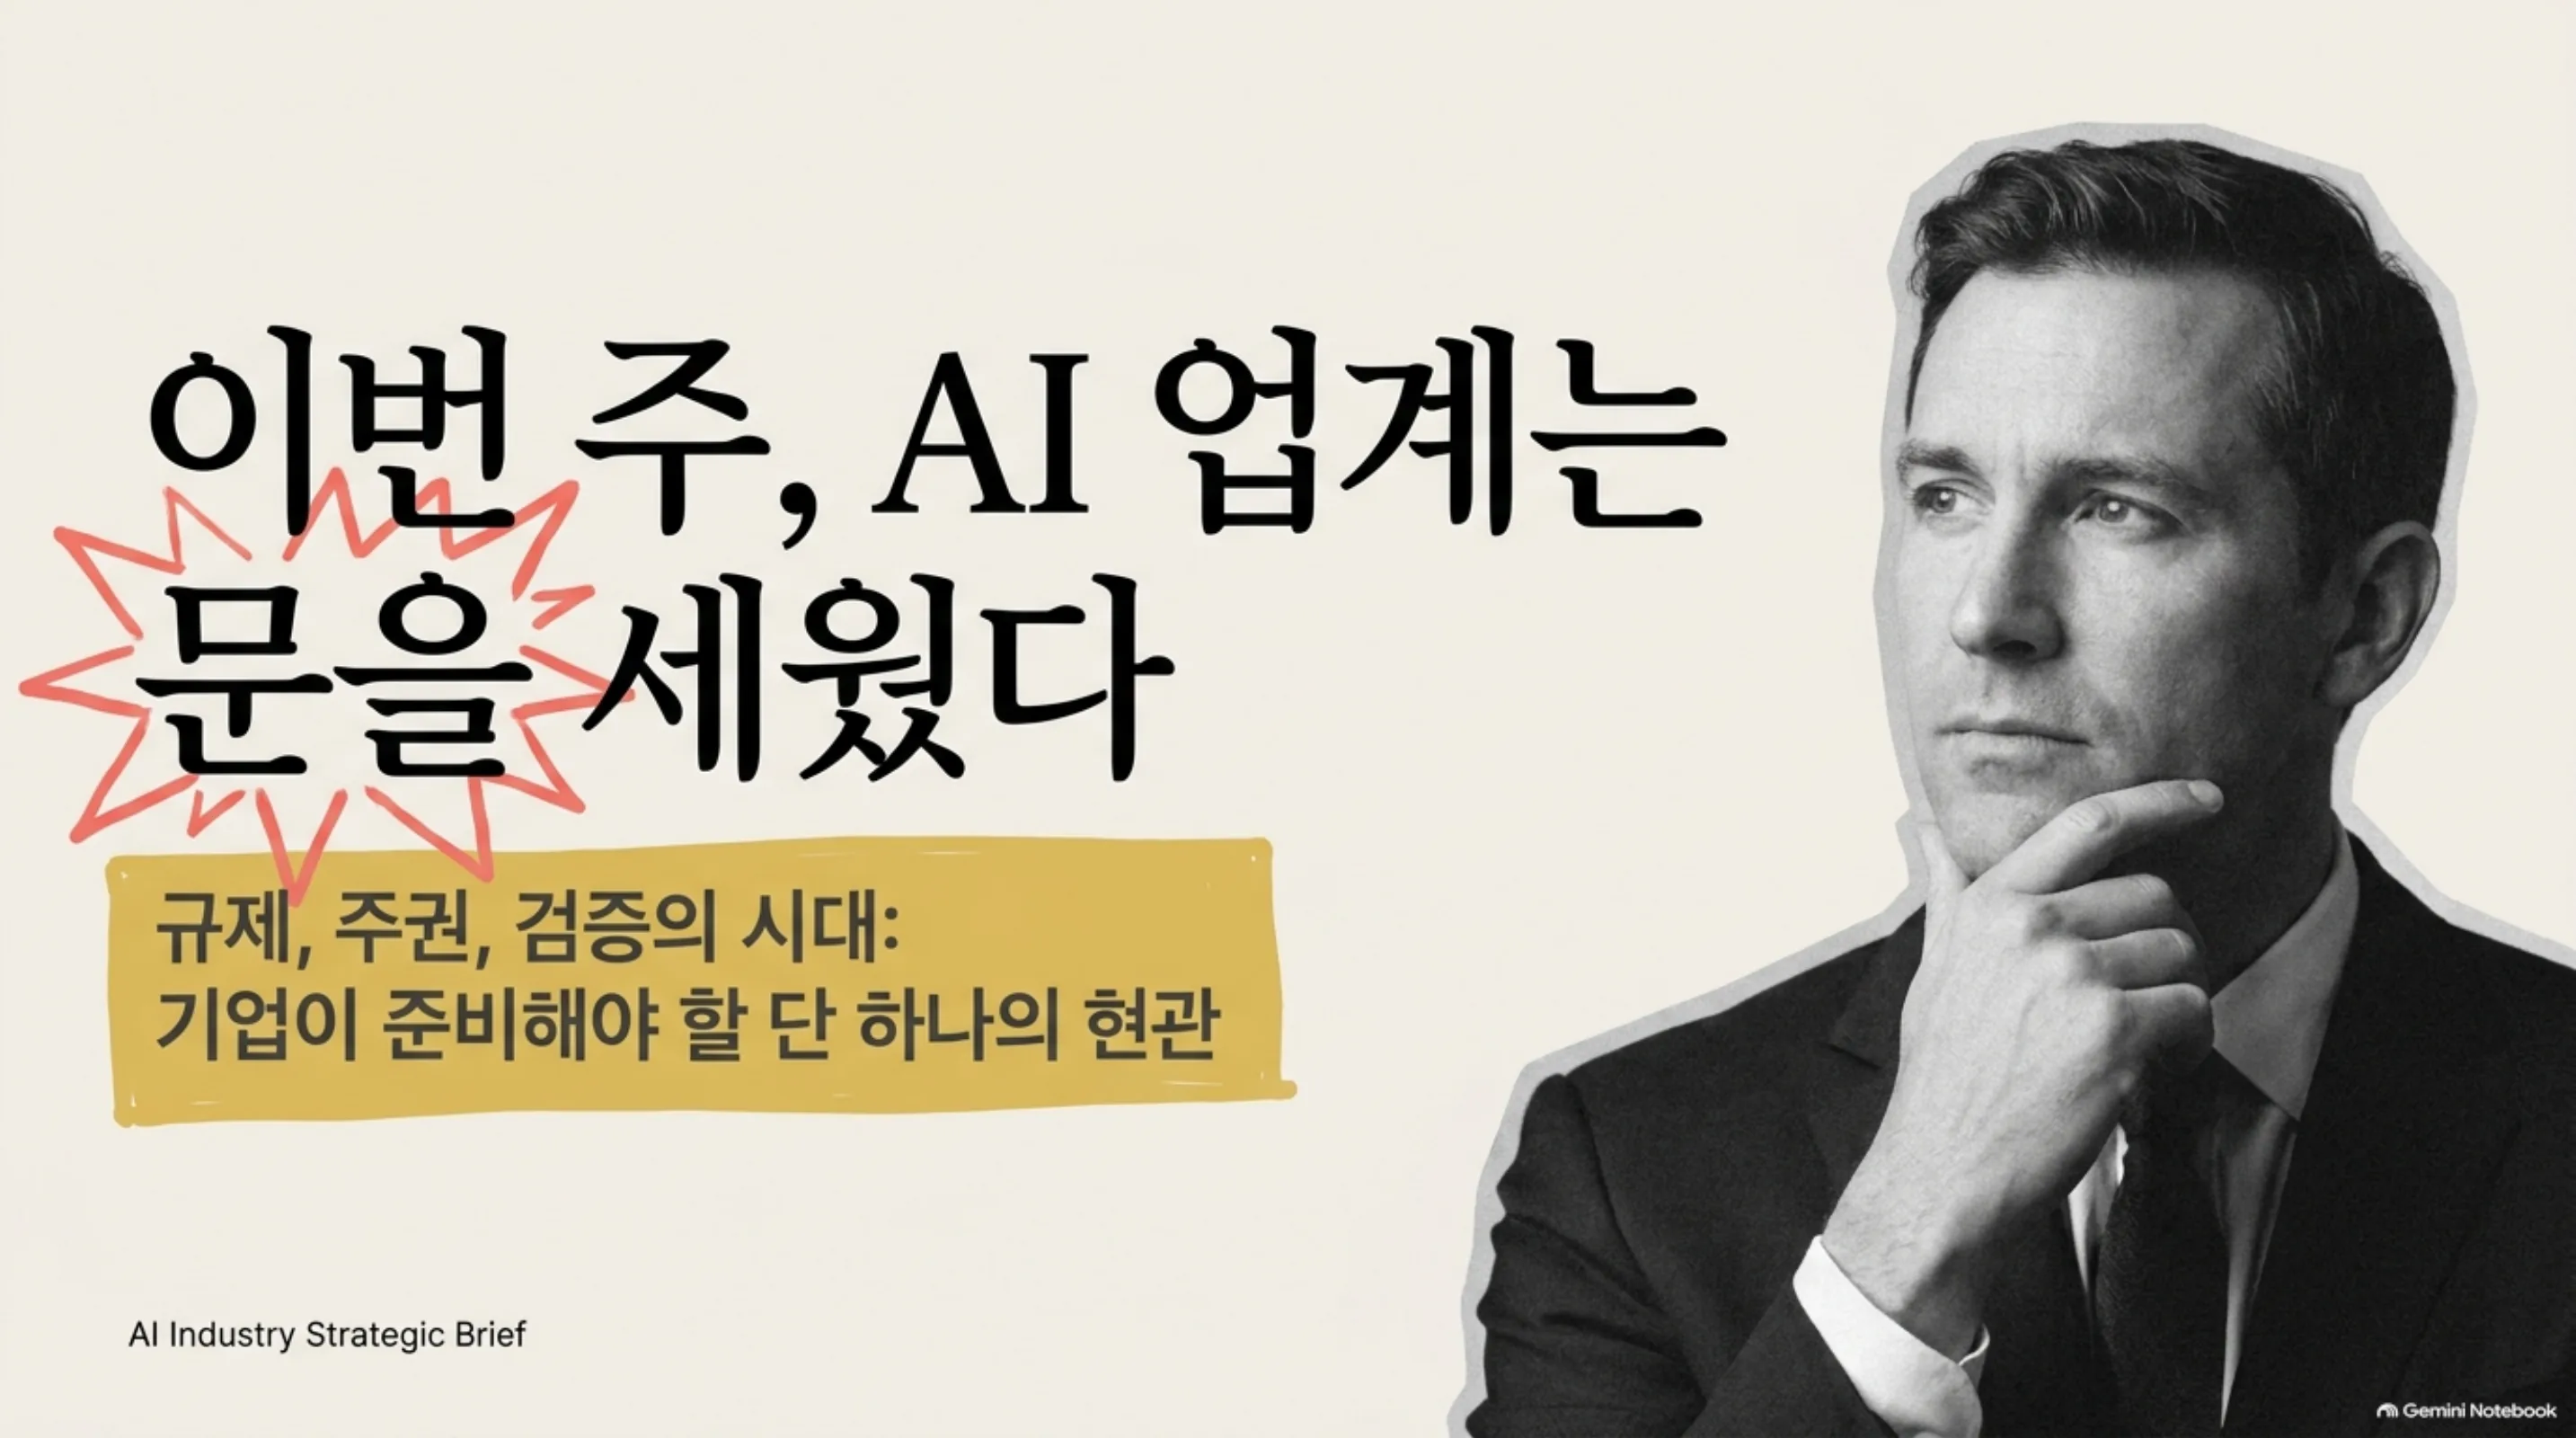 이번 주, AI 업계는
문을 세웠다
규제, 주권, 검증의 시대:
기업이 준비해야 할 단 하나의 현관
AI Industry Strategic Brief
Gemini Notebook